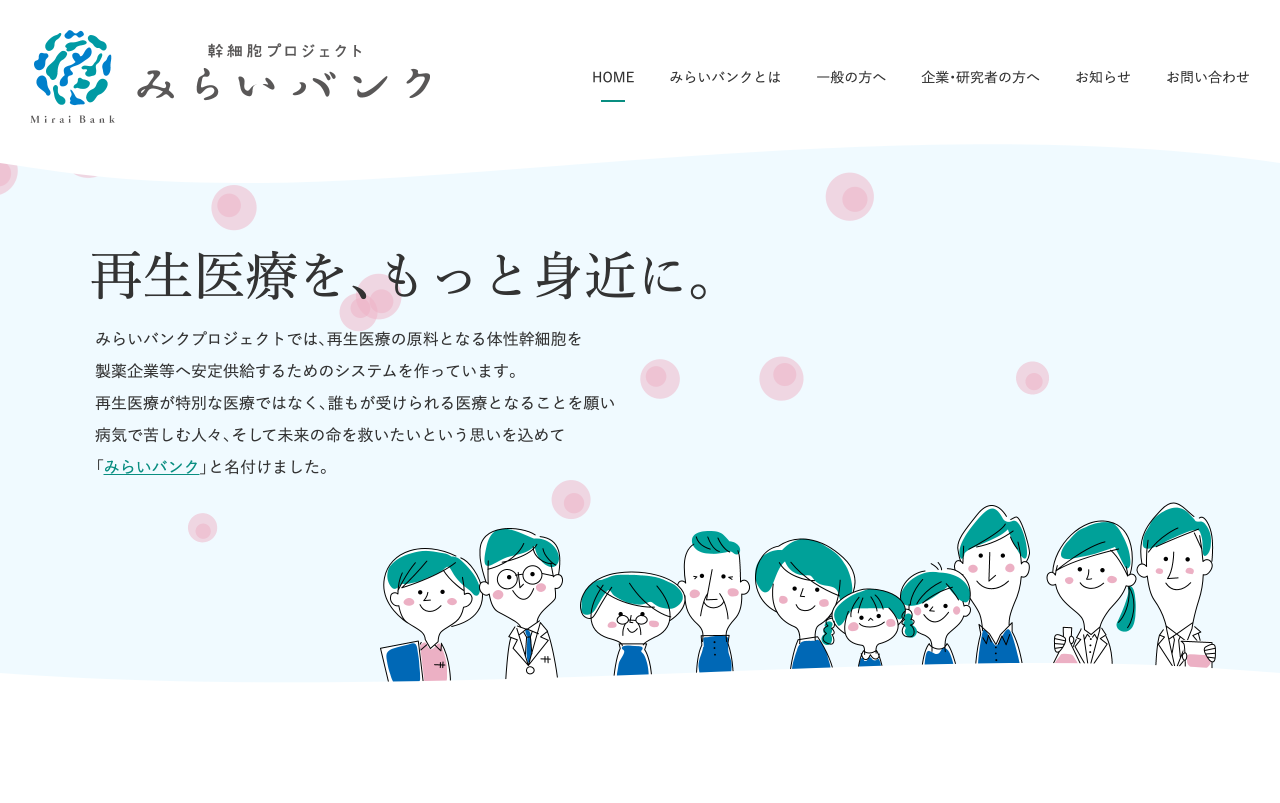 幹細胞プロジェクト
みらいバンク
Mirai Bank
HOME
みらいバンクとは
一般の方へ
企業・研究者の方へ
お知らせ
お問い合わせ
再生医療を、もっと身近に。
みらいバンクプロジェクトでは、再生医療の原料となる体性幹細胞を
製薬企業等へ安定供給するためのシステムを作っています。
再生医療が特別な医療ではなく、誰もが受けられる医療となることを願い
病気で苦しむ人々、そして未来の命を救いたいという思いを込めて
「みらいバンク」と名付けました。